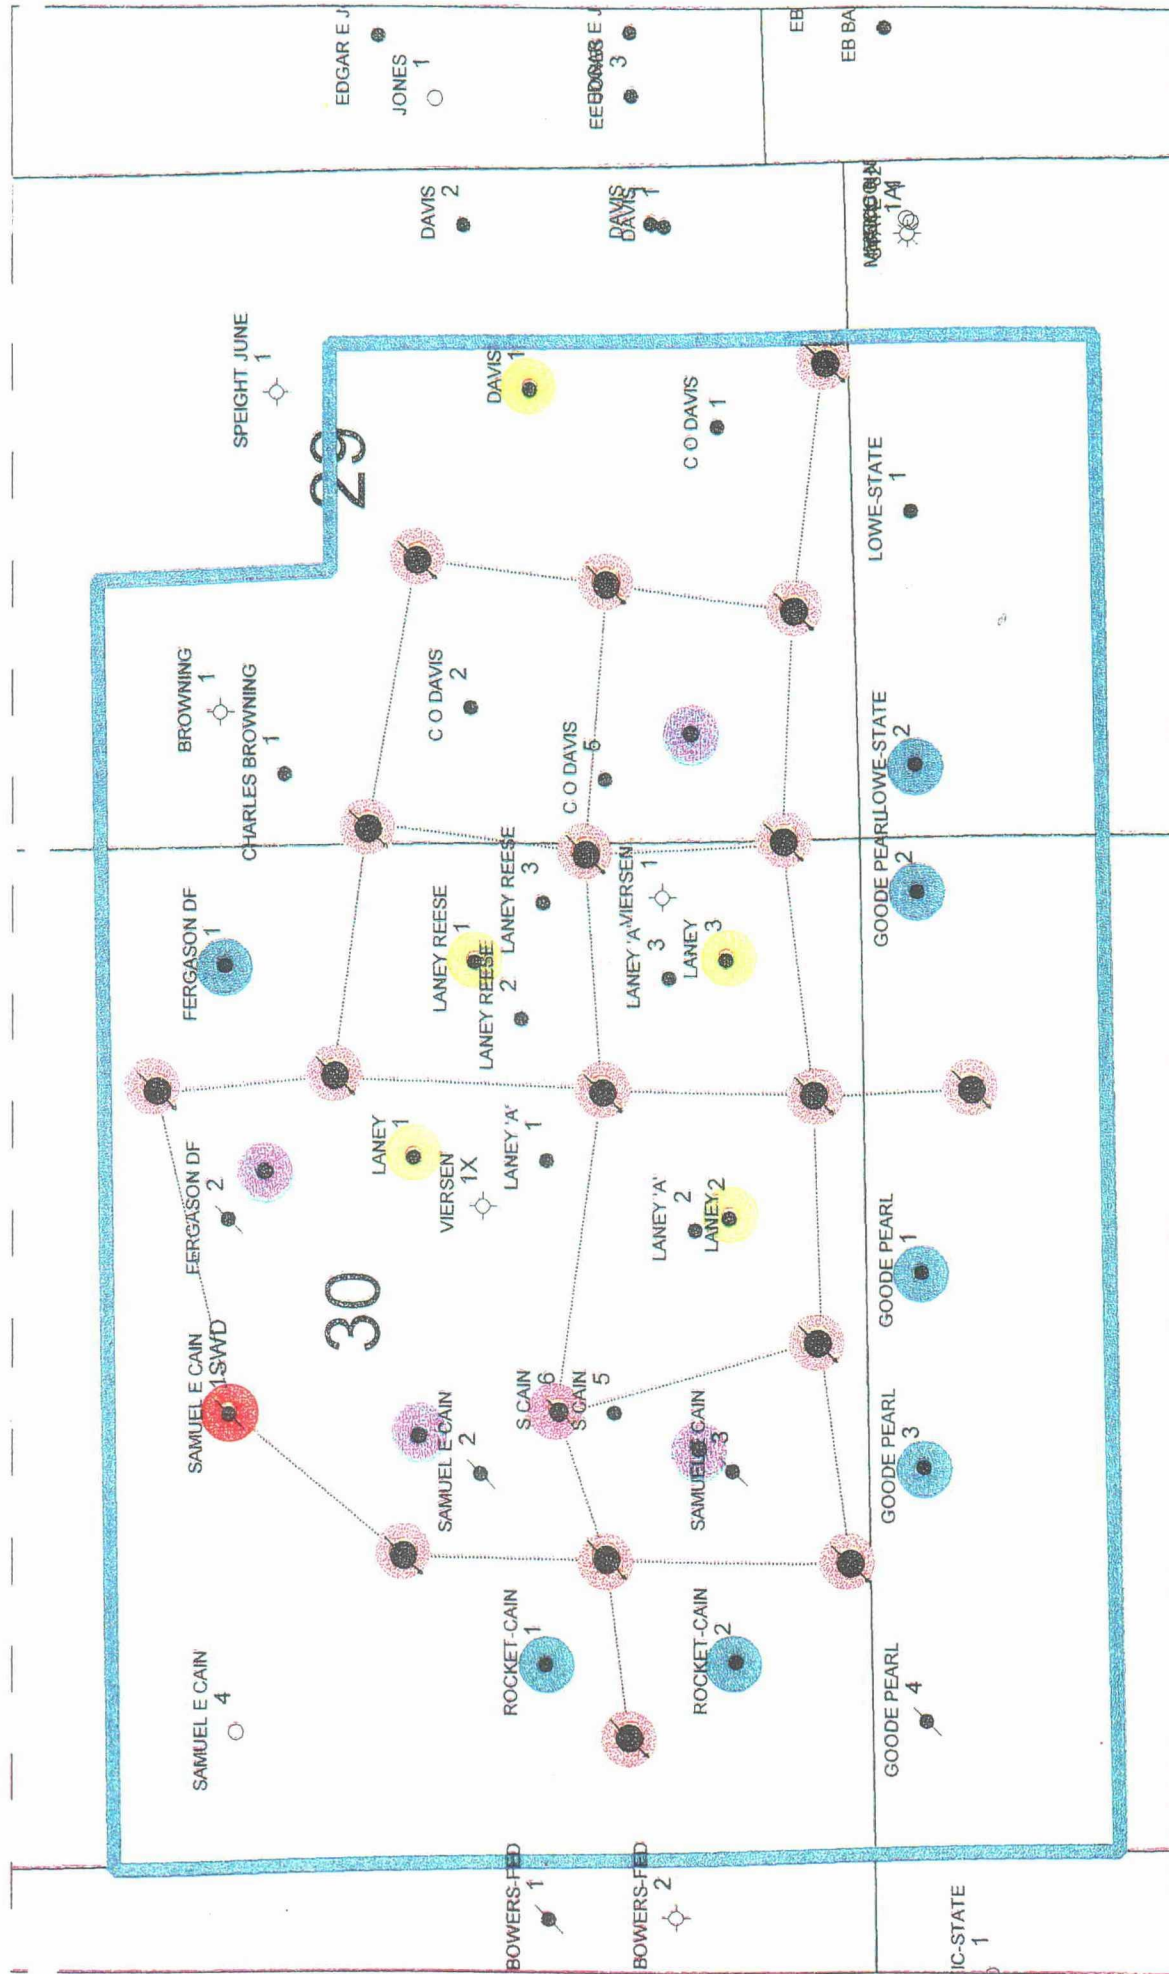 EDGAR E J
JONES
1
3
EB
EB BA
DAVIS
2
DAVIS
DAVIS
1
1A
SPEIGHT JUNE
1
29
DAVIS
1
C O DAVIS
1
LOWE-STATE
1
BROWNING
1
CHARLES BROWNING
1
C O DAVIS
2
C O DAVIS
5
LOWE-STATE
2
GOODE PEARL
2
FERGASON DF
1
LANEY REESE
1
LANEY REESE
3
LANEY REESE
2
VIERSEN
1
LANEY 'A'
3
LANEY
3
FERGASON DF
2
LANEY
1
VIERSEN
1X
LANEY 'A'
1
LANEY 'A'
2
LANEY
2
GOODE PEARL
1
30
SAMUEL E CAIN
1SWD
SAMUEL E CAIN
2
S CAIN
6
S CAIN
5
SAMUEL E CAIN
3
GOODE PEARL
3
SAMUEL E CAIN
4
ROCKET-CAIN
1
ROCKET-CAIN
2
GOODE PEARL
4
BOWERS-FED
1
BOWERS-FED
2
IC-STATE
1